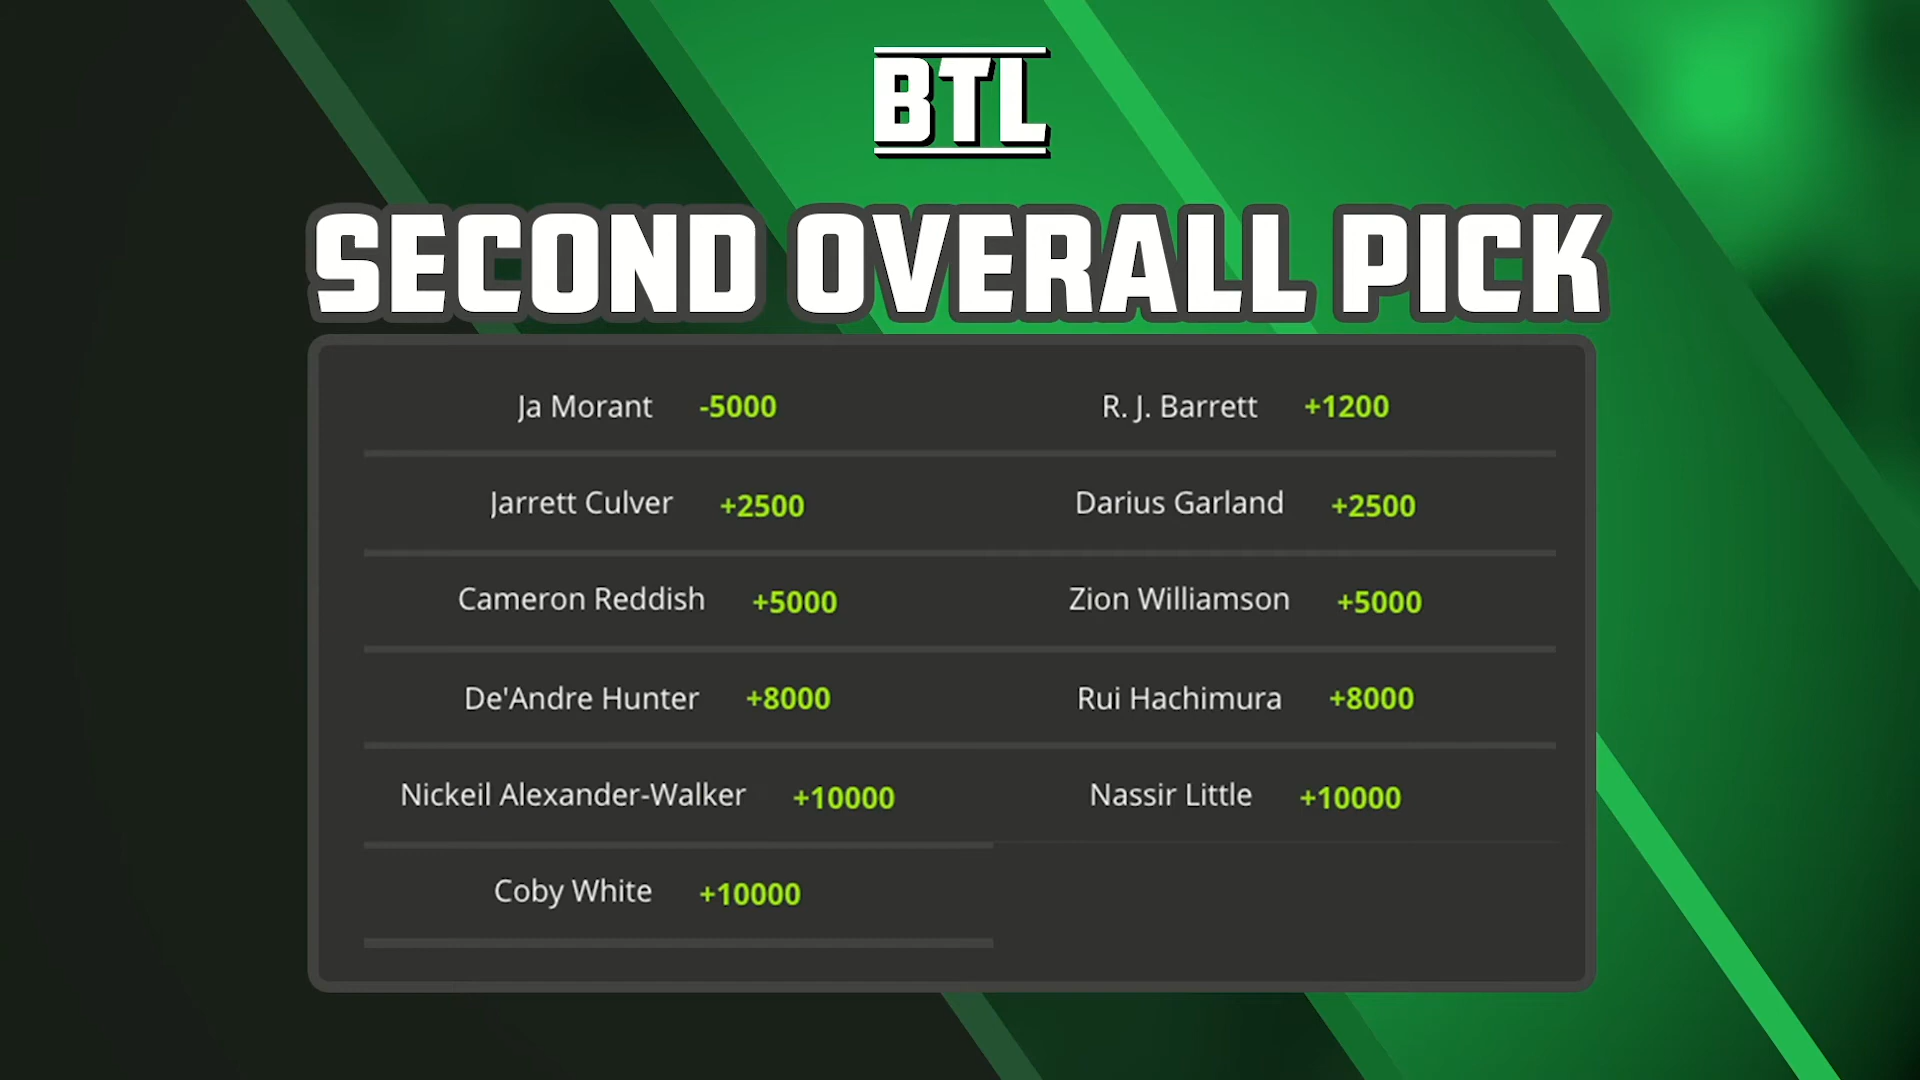 BTL
SECOND OVERALL PICK
Ja Morant -5000 R. J. Barrett +1200
Jarrett Culver +2500 Darius Garland +2500
Cameron Reddish +5000 Zion Williamson +5000
De'Andre Hunter +8000 Rui Hachimura +8000
Nickeil Alexander-Walker +10000 Nassir Little +10000
Coby White +10000